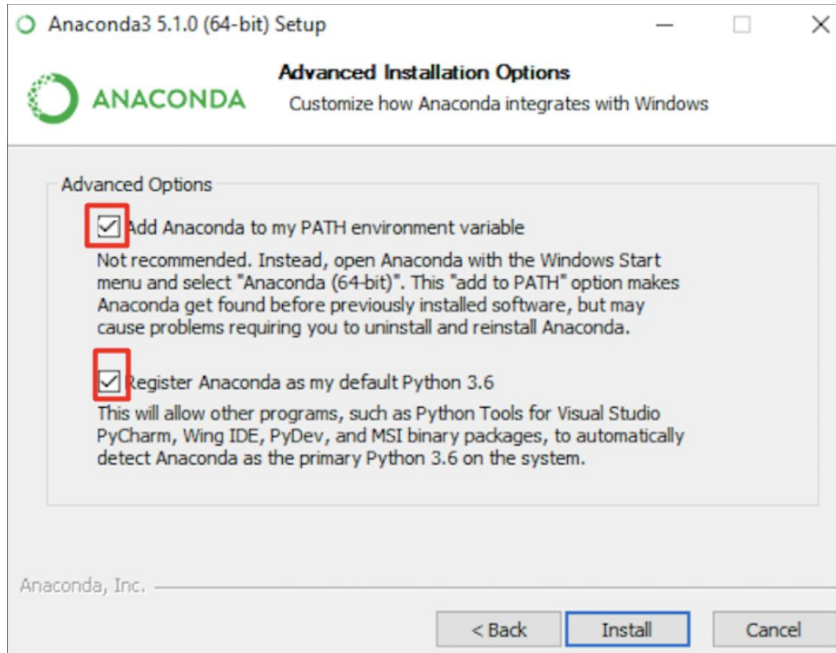 Anaconda3 5.1.0 (64-bit) Setup
ANACONDA
Advanced Installation Options
Customize how Anaconda integrates with Windows
Advanced Options
Add Anaconda to my PATH environment variable
Not recommended. Instead, open Anaconda with the Windows Start
menu and select "Anaconda (64-bit)". This "add to PATH" option makes
Anaconda get found before previously installed software, but may
cause problems requiring you to uninstall and reinstall Anaconda.
Register Anaconda as my default Python 3.6
This will allow other programs, such as Python Tools for Visual Studio
PyCharm, Wing IDE, PyDev, and MSI binary packages, to automatically
detect Anaconda as the primary Python 3.6 on the system.
Anaconda, Inc.
< Back Install Cancel